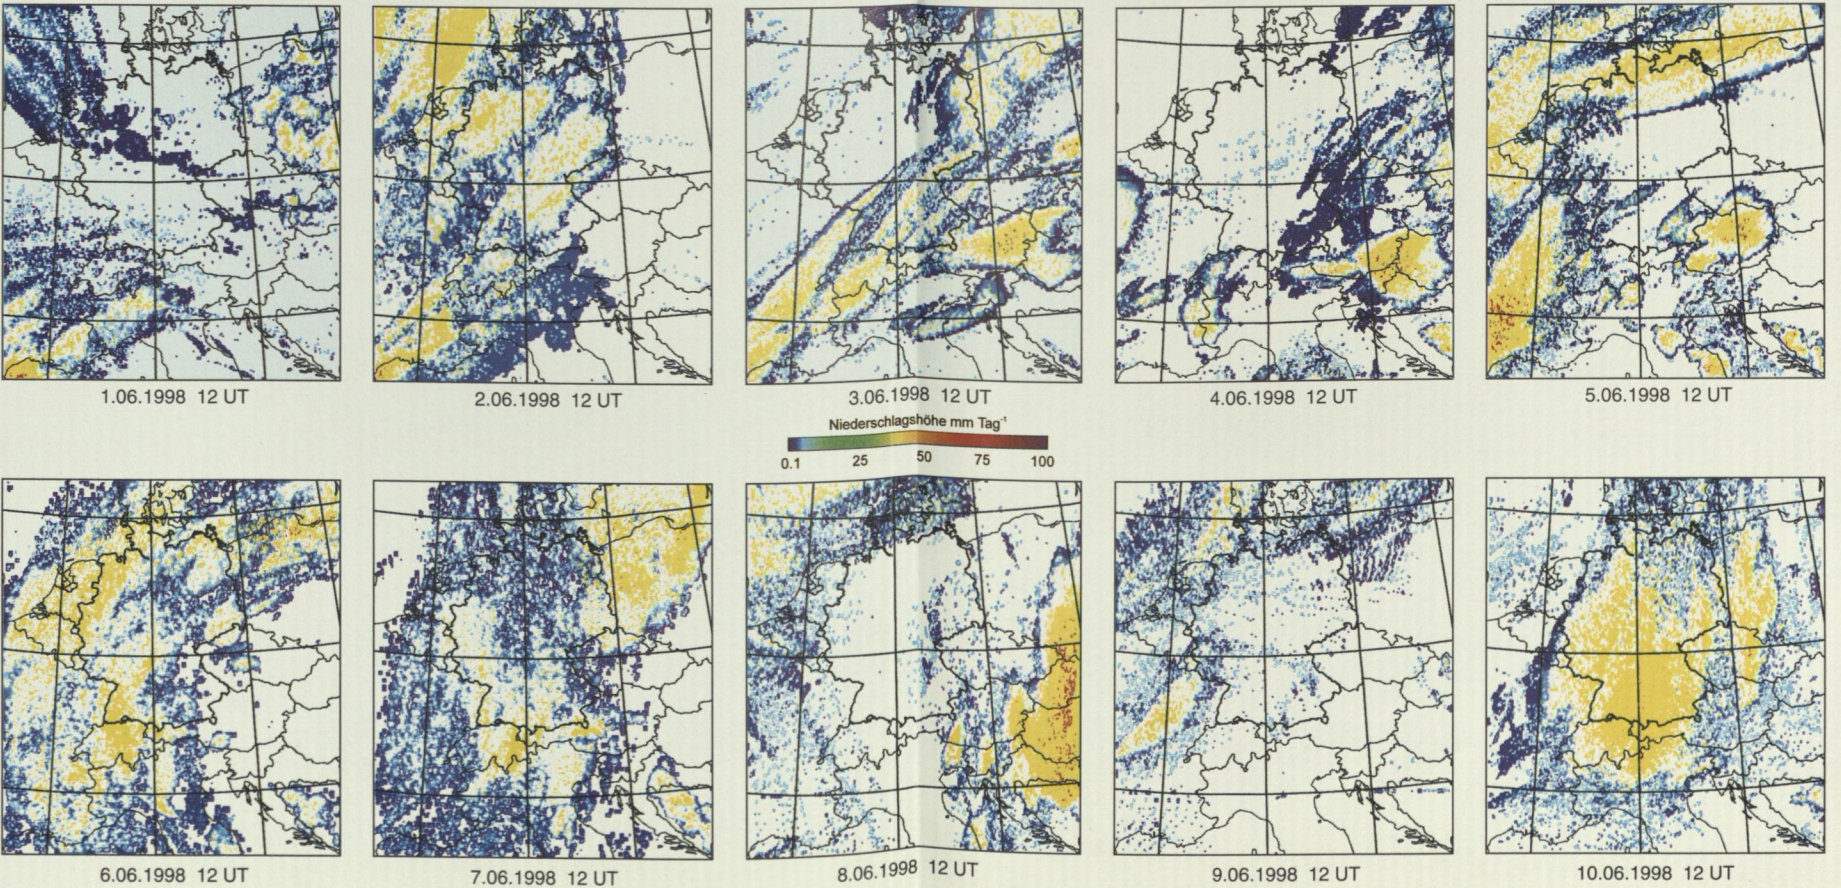 1.06.1998 12 UT
2.06.1998 12 UT
3.06.1998 12 UT
4.06.1998 12 UT
5.06.1998 12 UT
Niederschlagshöhe mm Tag⁻¹
0.1 25 50 75 100
6.06.1998 12 UT
7.06.1998 12 UT
8.06.1998 12 UT
9.06.1998 12 UT
10.06.1998 12 UT